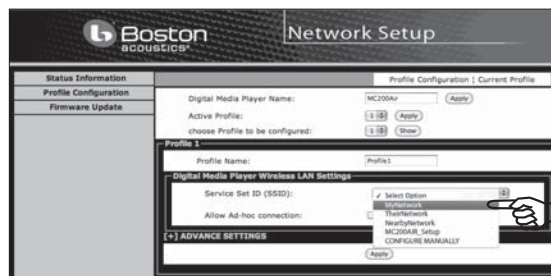 Boston
acoustics
Network Setup
Status Information
Profile Configuration
Firmware Update
Profile Configuration ¦ Current Profile
Digital Media Player Name: MC200Air Apply
Active Profile: 1 Apply
choose Profile to be configured: 1 Show
Profile 1
Profile Name: Profile1
Digital Media Player Wireless LAN Settings
Service Set ID (SSID): ✓ Select Option
MyNetwork
TheirNetwork
Allow Ad-hoc connection: NearbyNetwork
MC200AIR_Setup
[+] ADVANCE SETTINGS CONFIGURE MANUALLY
Apply